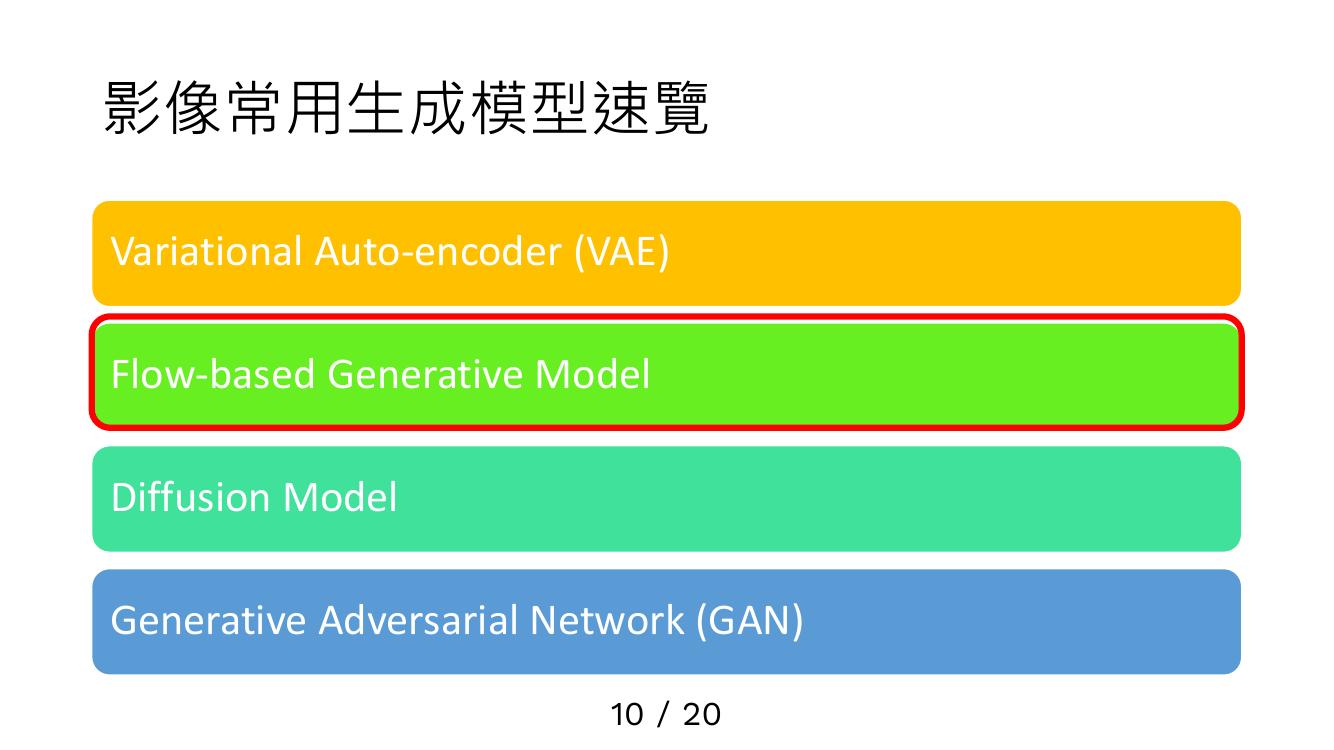 影像常用生成模型速覽
Variational Auto-encoder (VAE)
Flow-based Generative Model
Diffusion Model
Generative Adversarial Network (GAN)
10 / 20